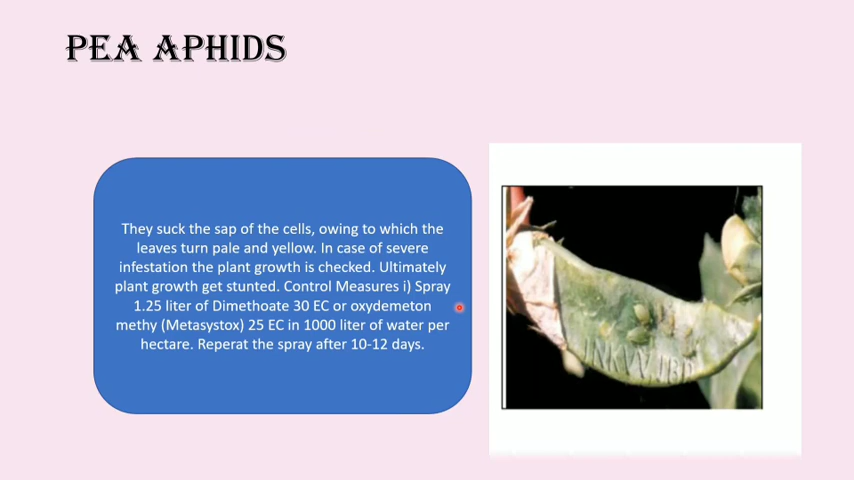 PEA APHIDS
They suck the sap of the cells, owing to which the
leaves turn pale and yellow. In case of severe
infestation the plant growth is checked. Ultimately
plant growth get stunted. Control Measures i) Spray
1.25 liter of Dimethoate 30 EC or oxydemeton
methy (Metasystox) 25 EC in 1000 liter of water per
hectare. Reperat the spray after 10-12 days.
JNKVV, JBP